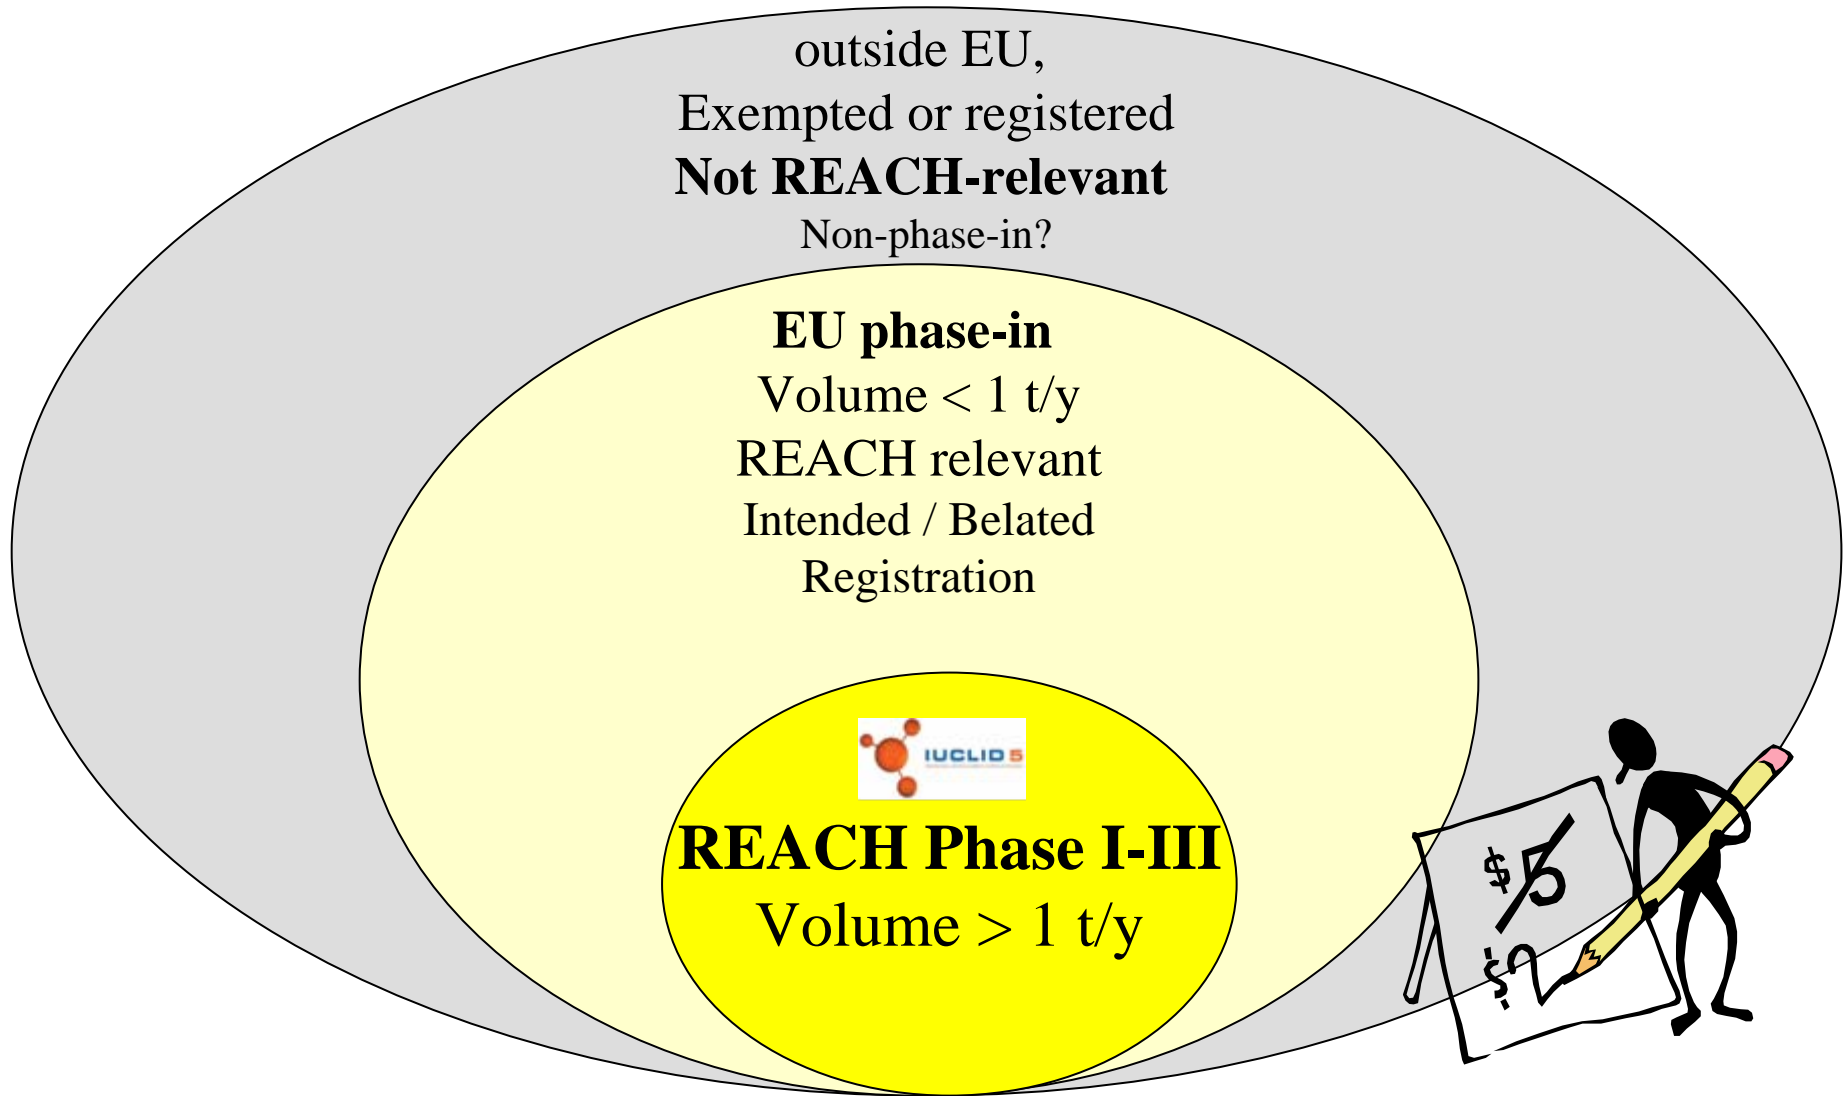 outside EU,
Exempted or registered
Not REACH-relevant
Non-phase-in?
EU phase-in
Volume < 1 t/y
REACH relevant
Intended / Belated
Registration
IUCLID 5
REACH Phase I-III
Volume > 1 t/y
$5
$2